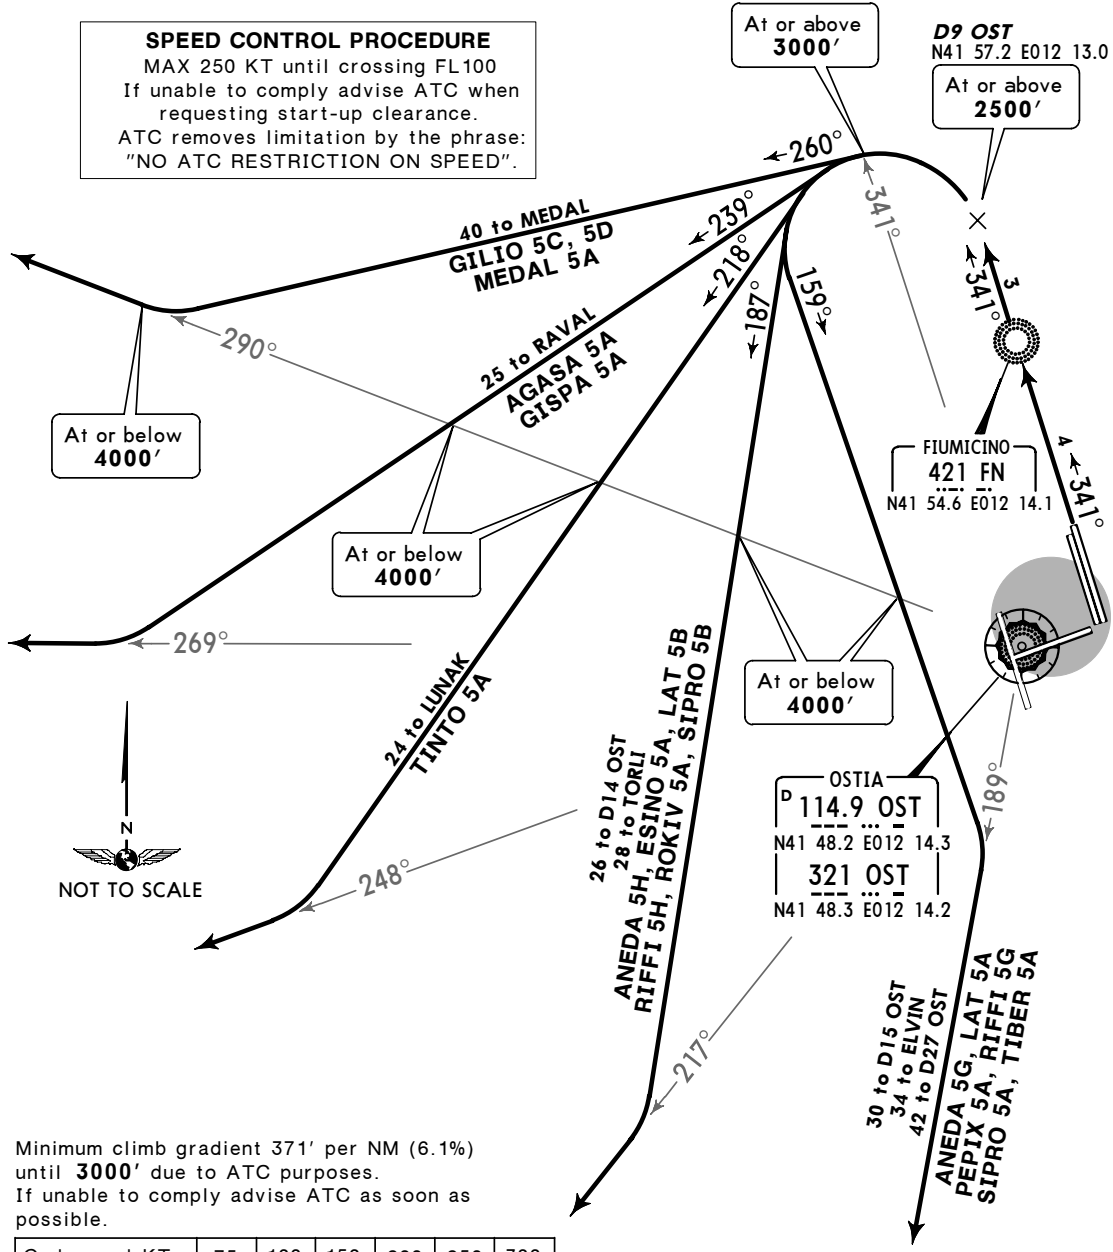 SPEED CONTROL PROCEDURE
MAX 250 KT until crossing FL100
If unable to comply advise ATC when
requesting start-up clearance.
ATC removes limitation by the phrase:
"NO ATC RESTRICTION ON SPEED".
At or above
3000'
D9 OST
N41 57.2 E012 13.0
At or above
2500'
260°
341°
239°
218°
187°
159°
341°
3
40 to MEDAL
GILIO 5C, 5D
MEDAL 5A
290°
25 to RAVAL
AGASA 5A
GISPA 5A
At or below
4000'
FIUMICINO
421 FN
N41 54.6 E012 14.1
4
341°
At or below
4000'
269°
24 to LUNAK
TINTO 5A
At or below
4000'
189°
OSTIA
D
114.9 OST
N41 48.2 E012 14.3
321 OST
N41 48.3 E012 14.2
N
NOT TO SCALE
248°
26 to D14 OST
28 to TORLI
ANEDA 5H, ESINO 5A, LAT 5B
RIFFI 5H, ROKIV 5A, SIPRO 5B
217°
30 to D15 OST
34 to ELVIN
42 to D27 OST
ANEDA 5G, LAT 5A
PEPIX 5A, RIFFI 5G
SIPRO 5A, TIBER 5A
Minimum climb gradient 371' per NM (6.1%)
until 3000' due to ATC purposes.
If unable to comply advise ATC as soon as
possible.